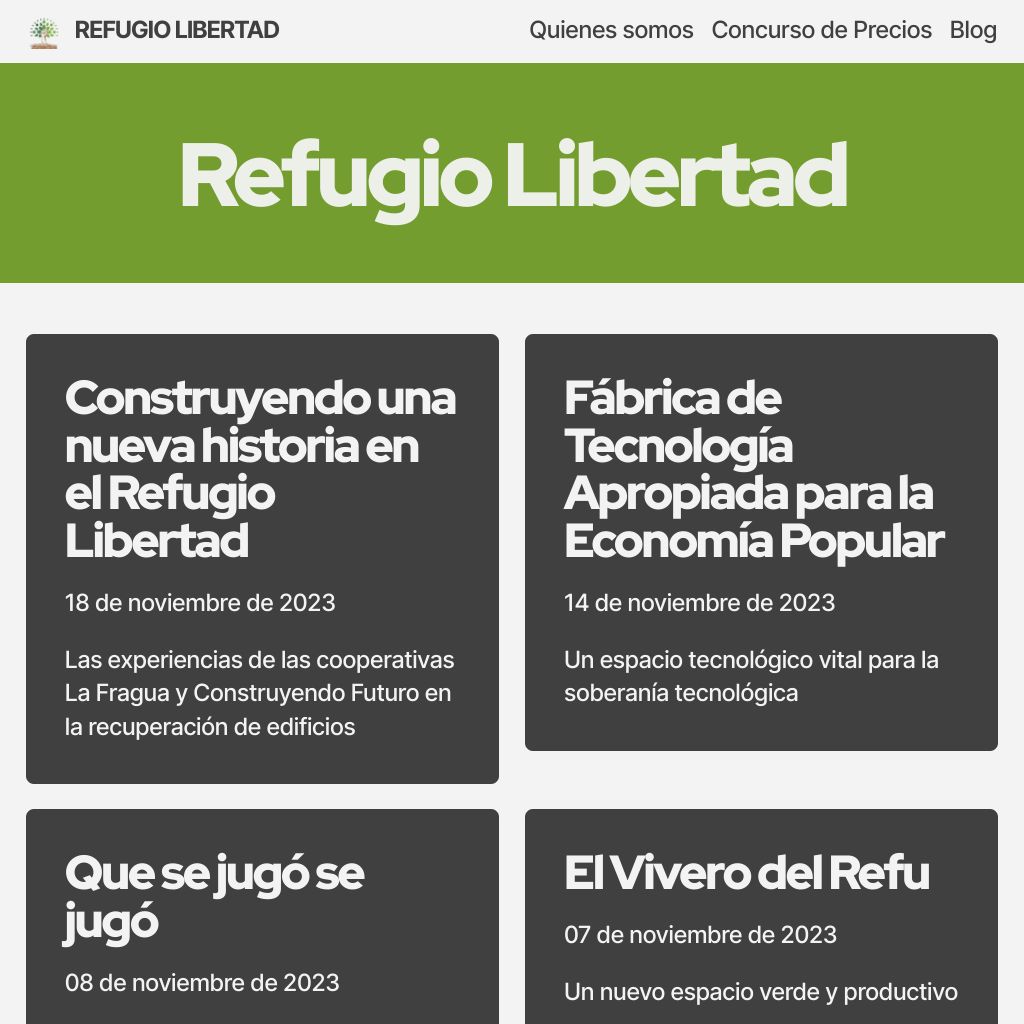 REFUGIO LIBERTAD
Quienes somos Concurso de Precios Blog
Refugio Libertad
Construyendo una
nueva historia en
el Refugio
Libertad
18 de noviembre de 2023
Las experiencias de las cooperativas
La Fragua y Construyendo Futuro en
la recuperación de edificios
Fábrica de
Tecnología
Apropiada para la
Economía Popular
14 de noviembre de 2023
Un espacio tecnológico vital para la
soberanía tecnológica
Que se jugó se
jugó
08 de noviembre de 2023
El Vivero del Refu
07 de noviembre de 2023
Un nuevo espacio verde y productivo